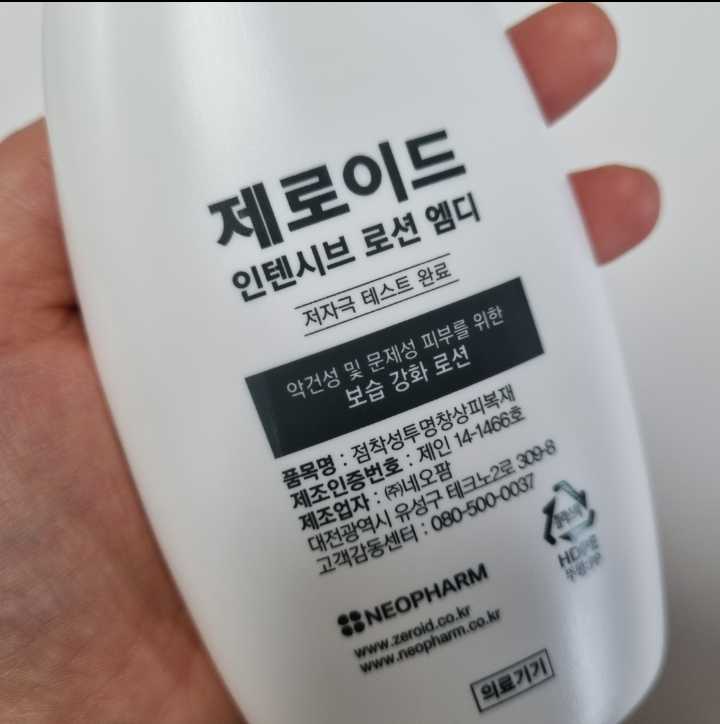 제로이드
인텐시브 로션 엠디
저자극 테스트 완료
악건성 및 문제성 피부를 위한
보습 강화 로션
품목명 : 점착성투명창상피복재
제조인증번호 : 제인 14-1466호
제조업자 : ㈜네오팜
대전광역시 유성구 테크노2로 309-8
고객감동센터 : 080-500-0037
HDPE
NEOPHARM
www.zeroid.co.kr
www.neopharm.co.kr
의료기기